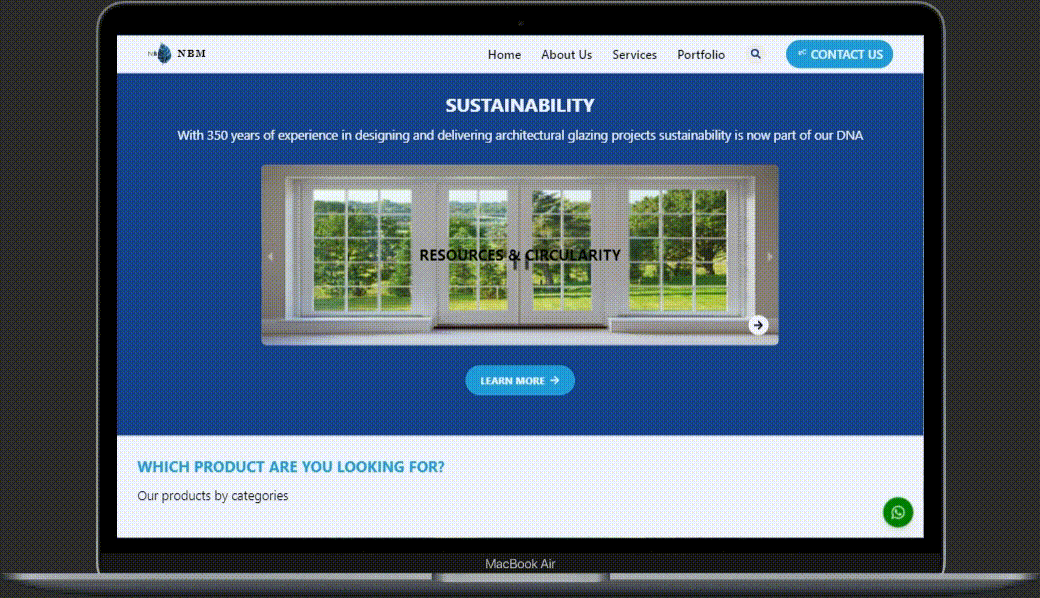 NBM
Home
About Us
Services
Portfolio
CONTACT US
SUSTAINABILITY
With 350 years of experience in designing and delivering architectural glazing projects sustainability is now part of our DNA
RESOURCES & CIRCULARITY
LEARN MORE
WHICH PRODUCT ARE YOU LOOKING FOR?
Our products by categories
MacBook Air